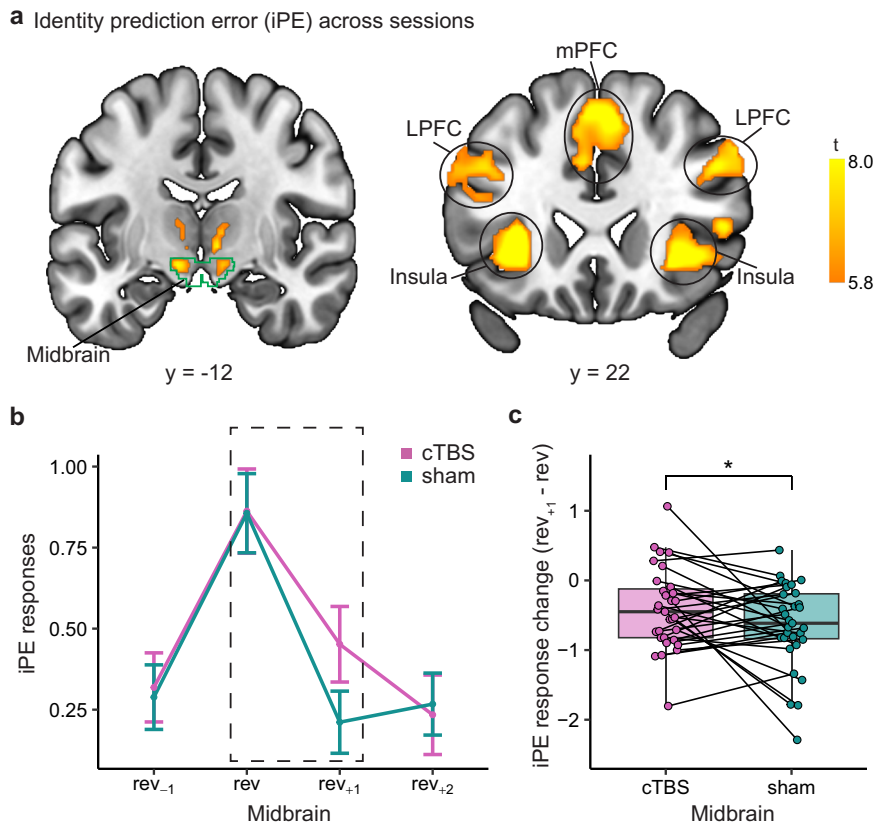 a Identity prediction error (iPE) across sessions
mPFC
LPFC
LPFC
t
8.0
5.8
Insula
Insula
Midbrain
y = -12
y = 22
b
cTBS
sham
iPE responses
1.00
0.75
0.50
0.25
rev₋₁
rev
rev₊₁
rev₊₂
Midbrain
c
*
iPE response change (rev₊₁ - rev)
1
0
−1
−2
cTBS
sham
Midbrain